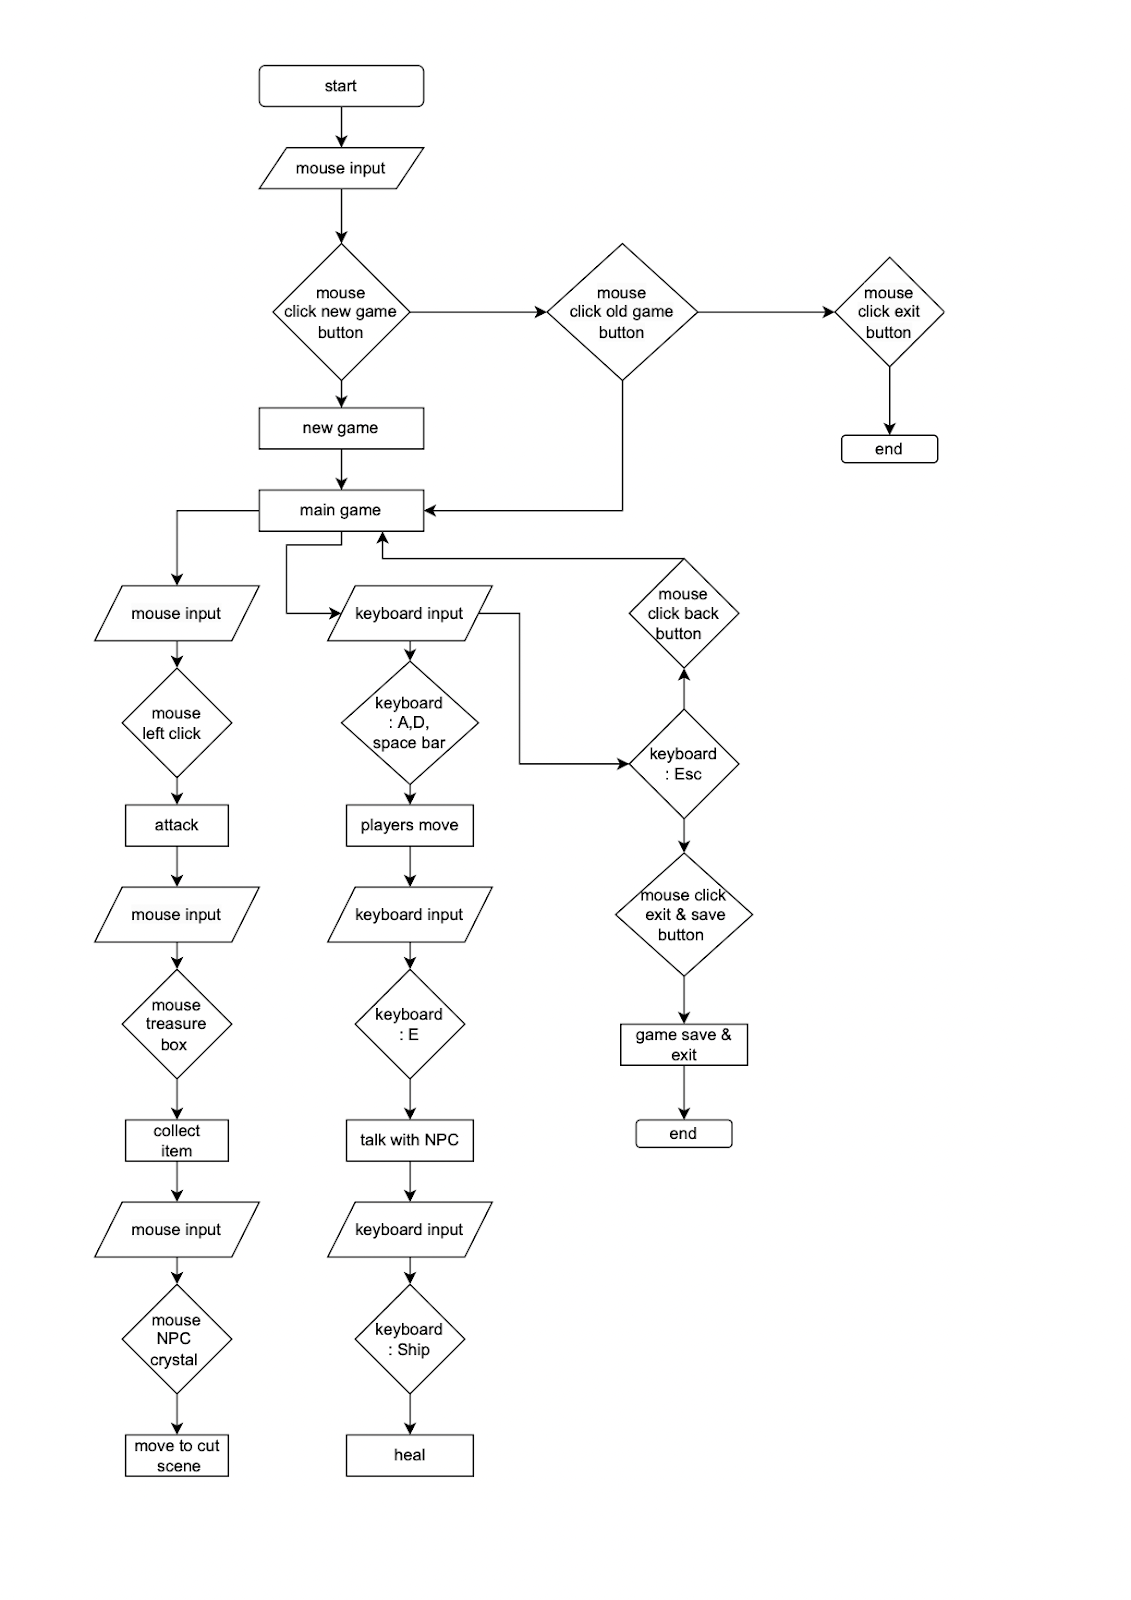 start
mouse input
mouse
click new game
button
mouse
click old game
button
mouse
click exit
button
new game
end
main game
mouse input
keyboard input
mouse
click back
button
mouse
left click
keyboard
: A,D,
space bar
keyboard
: Esc
attack
players move
mouse input
keyboard input
mouse click
exit & save
button
mouse
treasure
box
keyboard
: E
game save &
exit
collect
item
talk with NPC
end
mouse input
keyboard input
mouse
NPC
crystal
keyboard
: Ship
move to cut
scene
heal